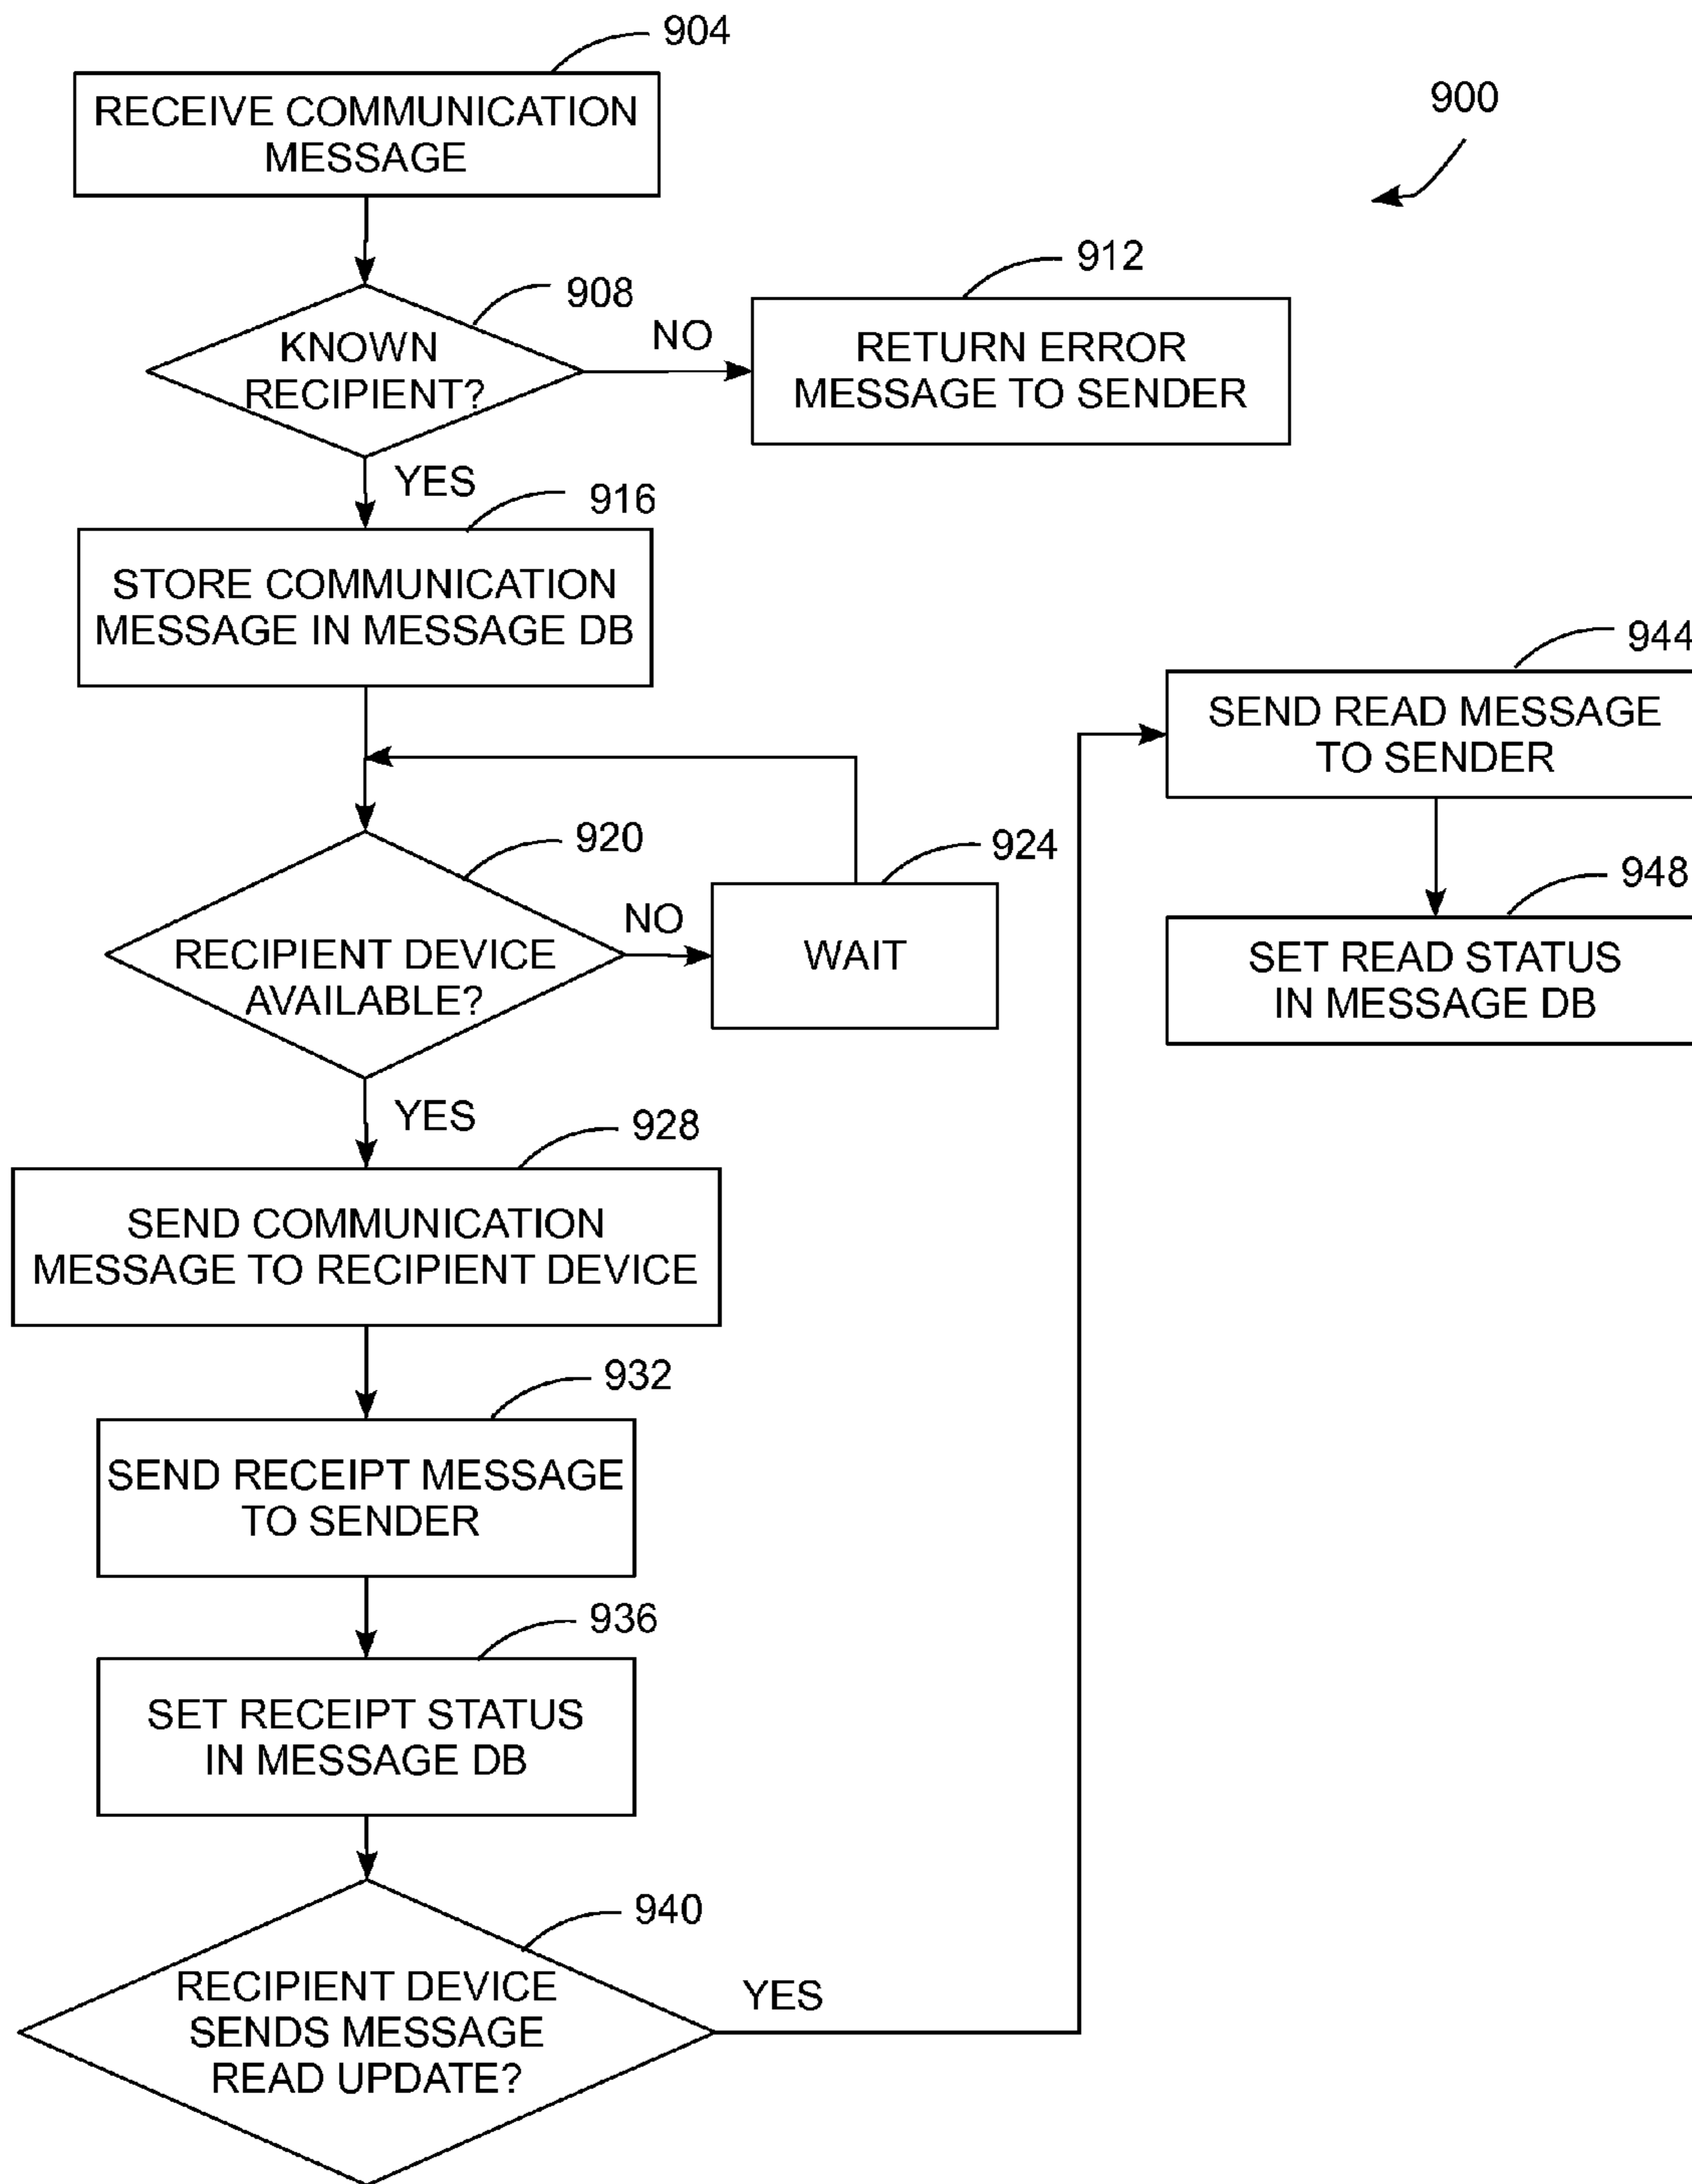 904
RECEIVE COMMUNICATION
MESSAGE
900
908
KNOWN
RECIPIENT?
NO
912
RETURN ERROR
MESSAGE TO SENDER
YES
916
STORE COMMUNICATION
MESSAGE IN MESSAGE DB
920
RECIPIENT DEVICE
AVAILABLE?
NO
924
WAIT
YES
928
SEND COMMUNICATION
MESSAGE TO RECIPIENT DEVICE
932
SEND RECEIPT MESSAGE
TO SENDER
936
SET RECEIPT STATUS
IN MESSAGE DB
940
RECIPIENT DEVICE
SENDS MESSAGE
READ UPDATE?
YES
944
SEND READ MESSAGE
TO SENDER
948
SET READ STATUS
IN MESSAGE DB